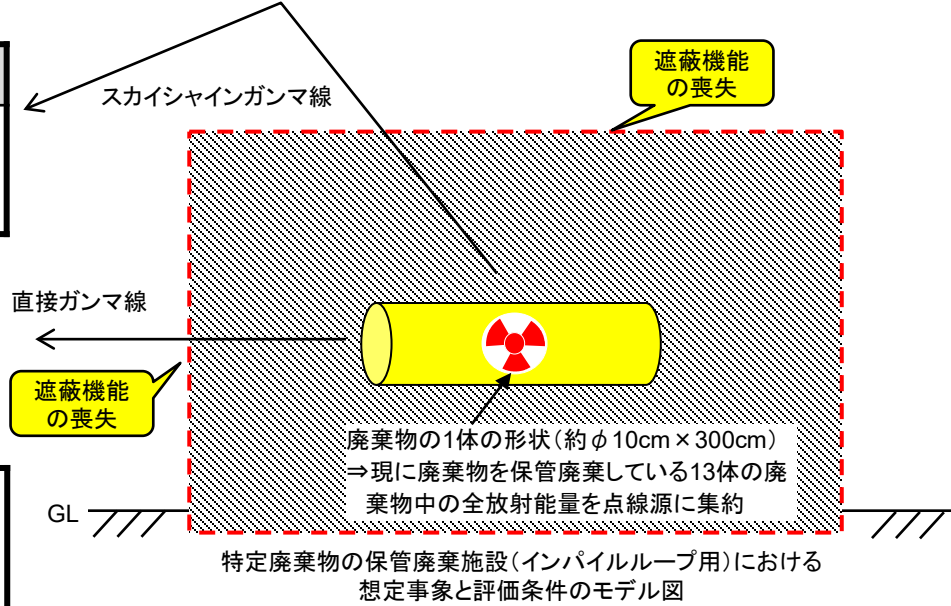 遮蔽機能
の喪失
スカイシャインガンマ線
直接ガンマ線
遮蔽機能
の喪失
廃棄物の1体の形状(約φ10cm×300cm)
⇒現に廃棄物を保管廃棄している13体の廃
棄物中の全放射能量を点線源に集約
GL
特定廃棄物の保管廃棄施設(インパイルループ用)における
想定事象と評価条件のモデル図